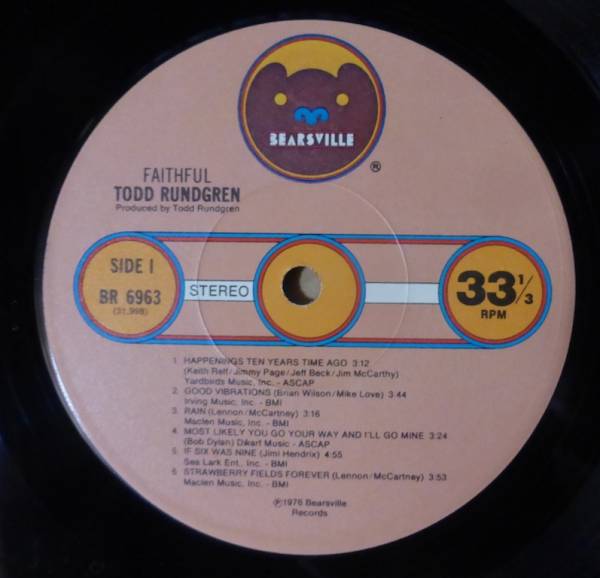 BEARSVILLE
®
FAITHFUL
TODD RUNDGREN
Produced by Todd Rundgren
SIDE 1
BR 6963
(31,998)
STEREO
33 1/3
RPM
1 HAPPENINGS TEN YEARS TIME AGO 3:12
(Keith Relf/Jimmy Page/Jeff Beck/Jim McCarthy)
Yardbirds Music, Inc. - ASCAP
2 GOOD VIBRATIONS (Brian Wilson/Mike Love) 3:44
Irving Music, Inc. - BMI
3 RAIN (Lennon/McCartney) 3:16
Maclen Music, Inc. - BMI
4 MOST LIKELY YOU GO YOUR WAY AND I'LL GO MINE 3:24
(Bob Dylan) Dikarf Music - ASCAP
5 IF SIX WAS NINE (Jimi Hendrix) 4:55
Sea Lark Ent., Inc. - BMI
6 STRAWBERRY FIELDS FOREVER (Lennon/McCartney) 3:53
Maclen Music, Inc. - BMI
℗1976 Bearsville
Records